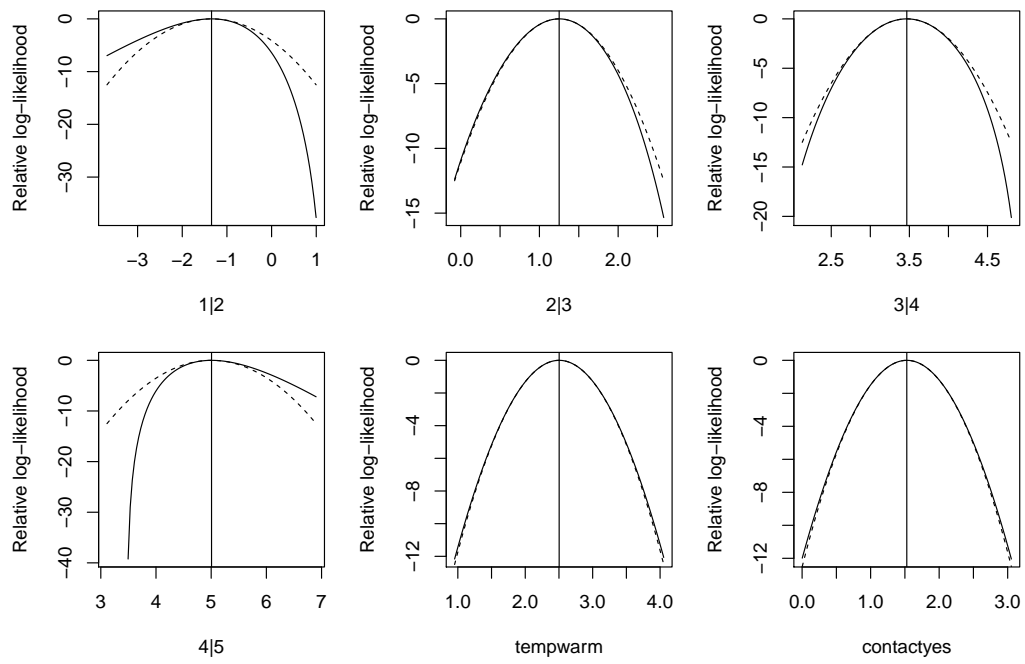 Relative log−likelihood
0
−10
−20
−30
−3 −2 −1 0 1
1|2
Relative log−likelihood
0
−5
−10
−15
0.0 1.0 2.0
2|3
Relative log−likelihood
0
−5
−10
−15
−20
2.5 3.5 4.5
3|4
Relative log−likelihood
0
−10
−20
−30
−40
3 4 5 6 7
4|5
Relative log−likelihood
0
−4
−8
−12
1.0 2.0 3.0 4.0
tempwarm
Relative log−likelihood
0
−4
−8
−12
0.0 1.0 2.0 3.0
contactyes